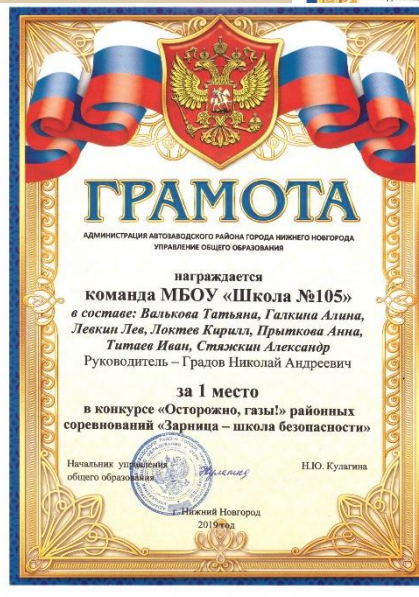 ГРАМОТА
АДМИНИСТРАЦИЯ АВТОЗАВОДСКОГО РАЙОНА ГОРОДА НИЖНЕГО НОВГОРОДА
УПРАВЛЕНИЕ ОБЩЕГО ОБРАЗОВАНИЯ
награждается
команда МБОУ «Школа №105»
в составе: Валькова Татьяна, Галкина Алина,
Левкин Лев, Локтев Кирилл, Прыткова Анна,
Титаев Иван, Стяжкин Александр
Руководитель – Градов Николай Андреевич
за 1 место
в конкурсе «Осторожно, газы!» районных
соревнований «Зарница – школа безопасности»
Начальник управления
общего образования
Н.Ю. Кулагина
г. Нижний Новгород
2019 год